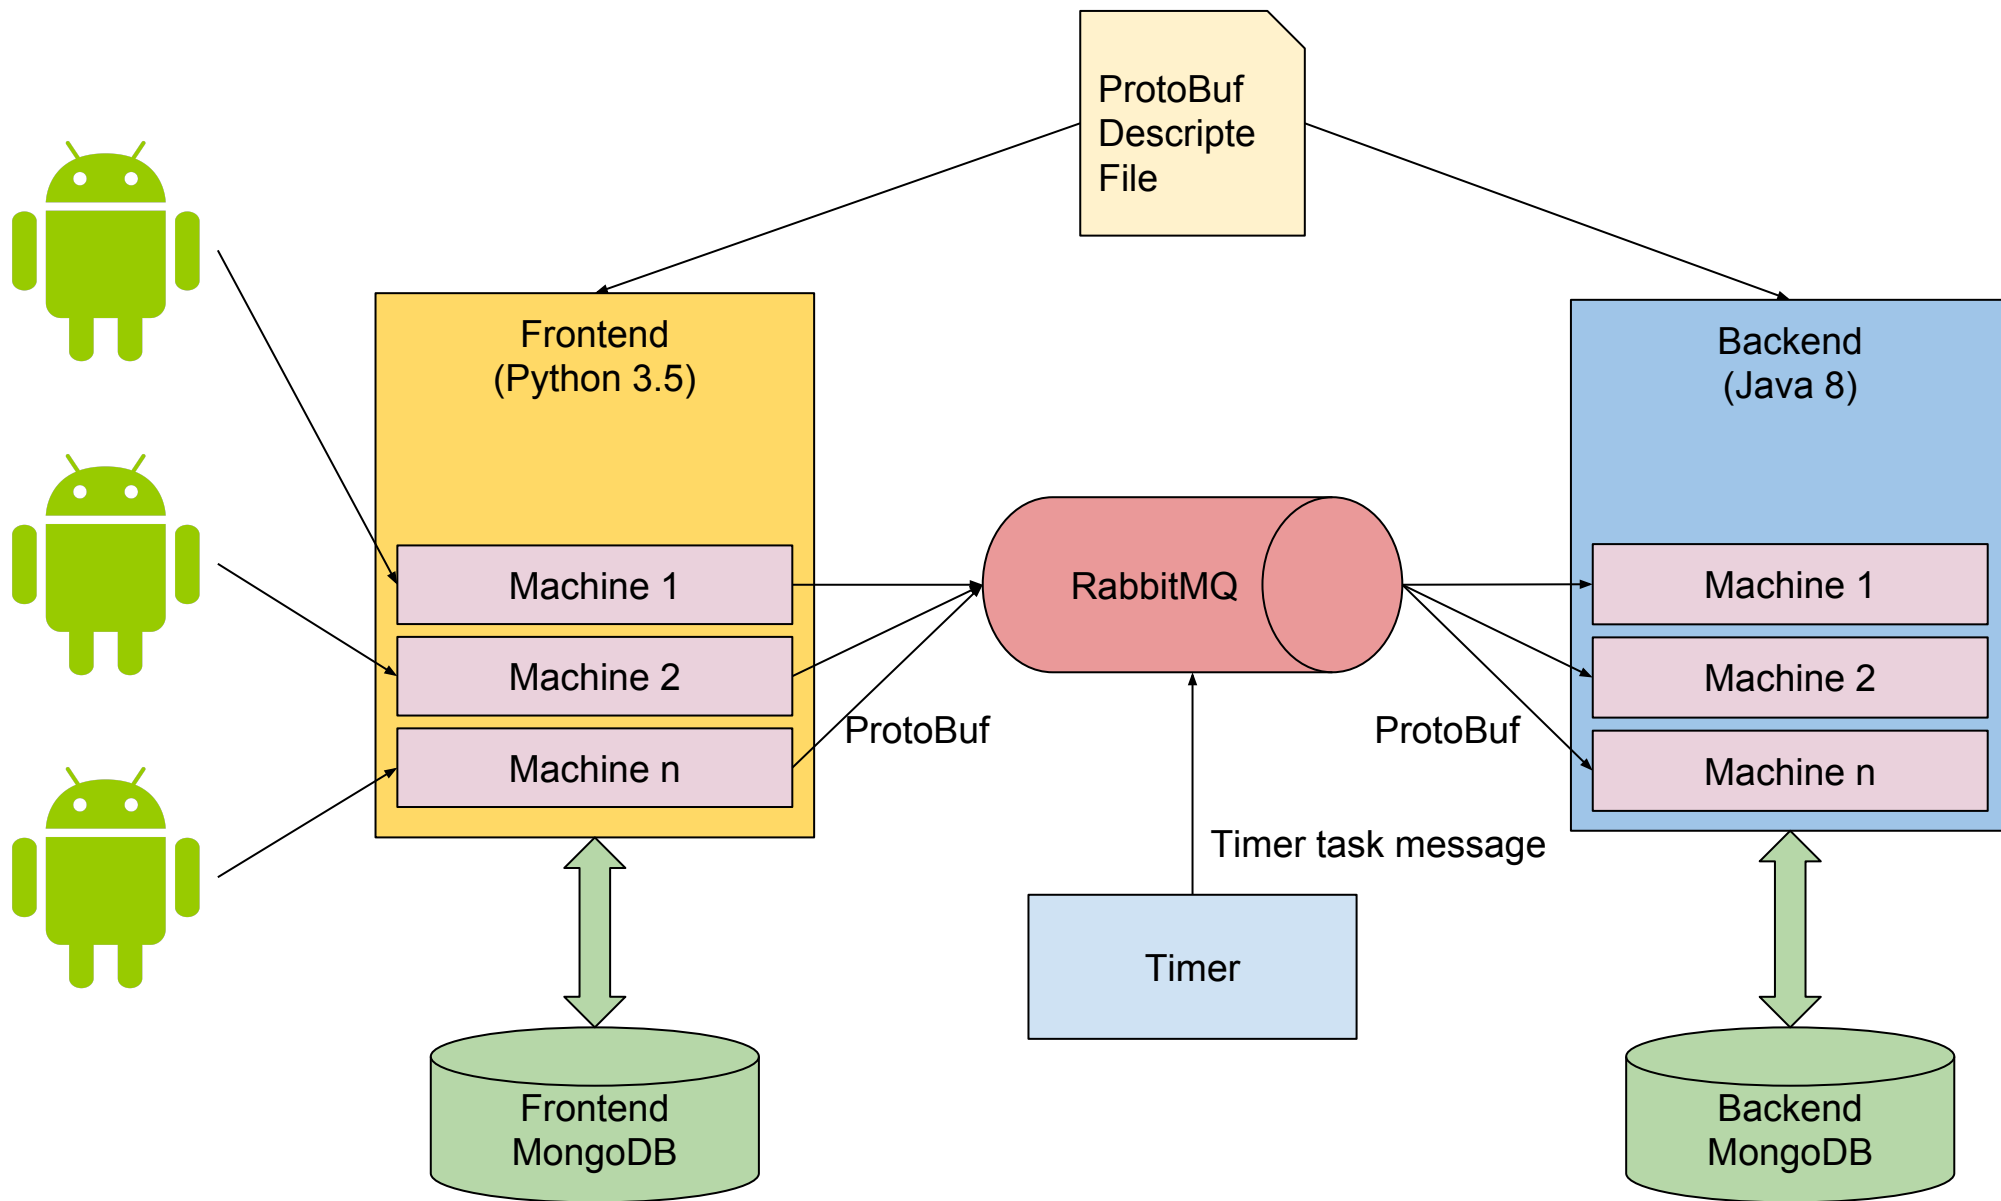 ProtoBuf
Descripte
File
Frontend
(Python 3.5)
Machine 1
Machine 2
Machine n
ProtoBuf
RabbitMQ
Timer task message
Timer
ProtoBuf
Backend
(Java 8)
Machine 1
Machine 2
Machine n
Frontend
MongoDB
Backend
MongoDB